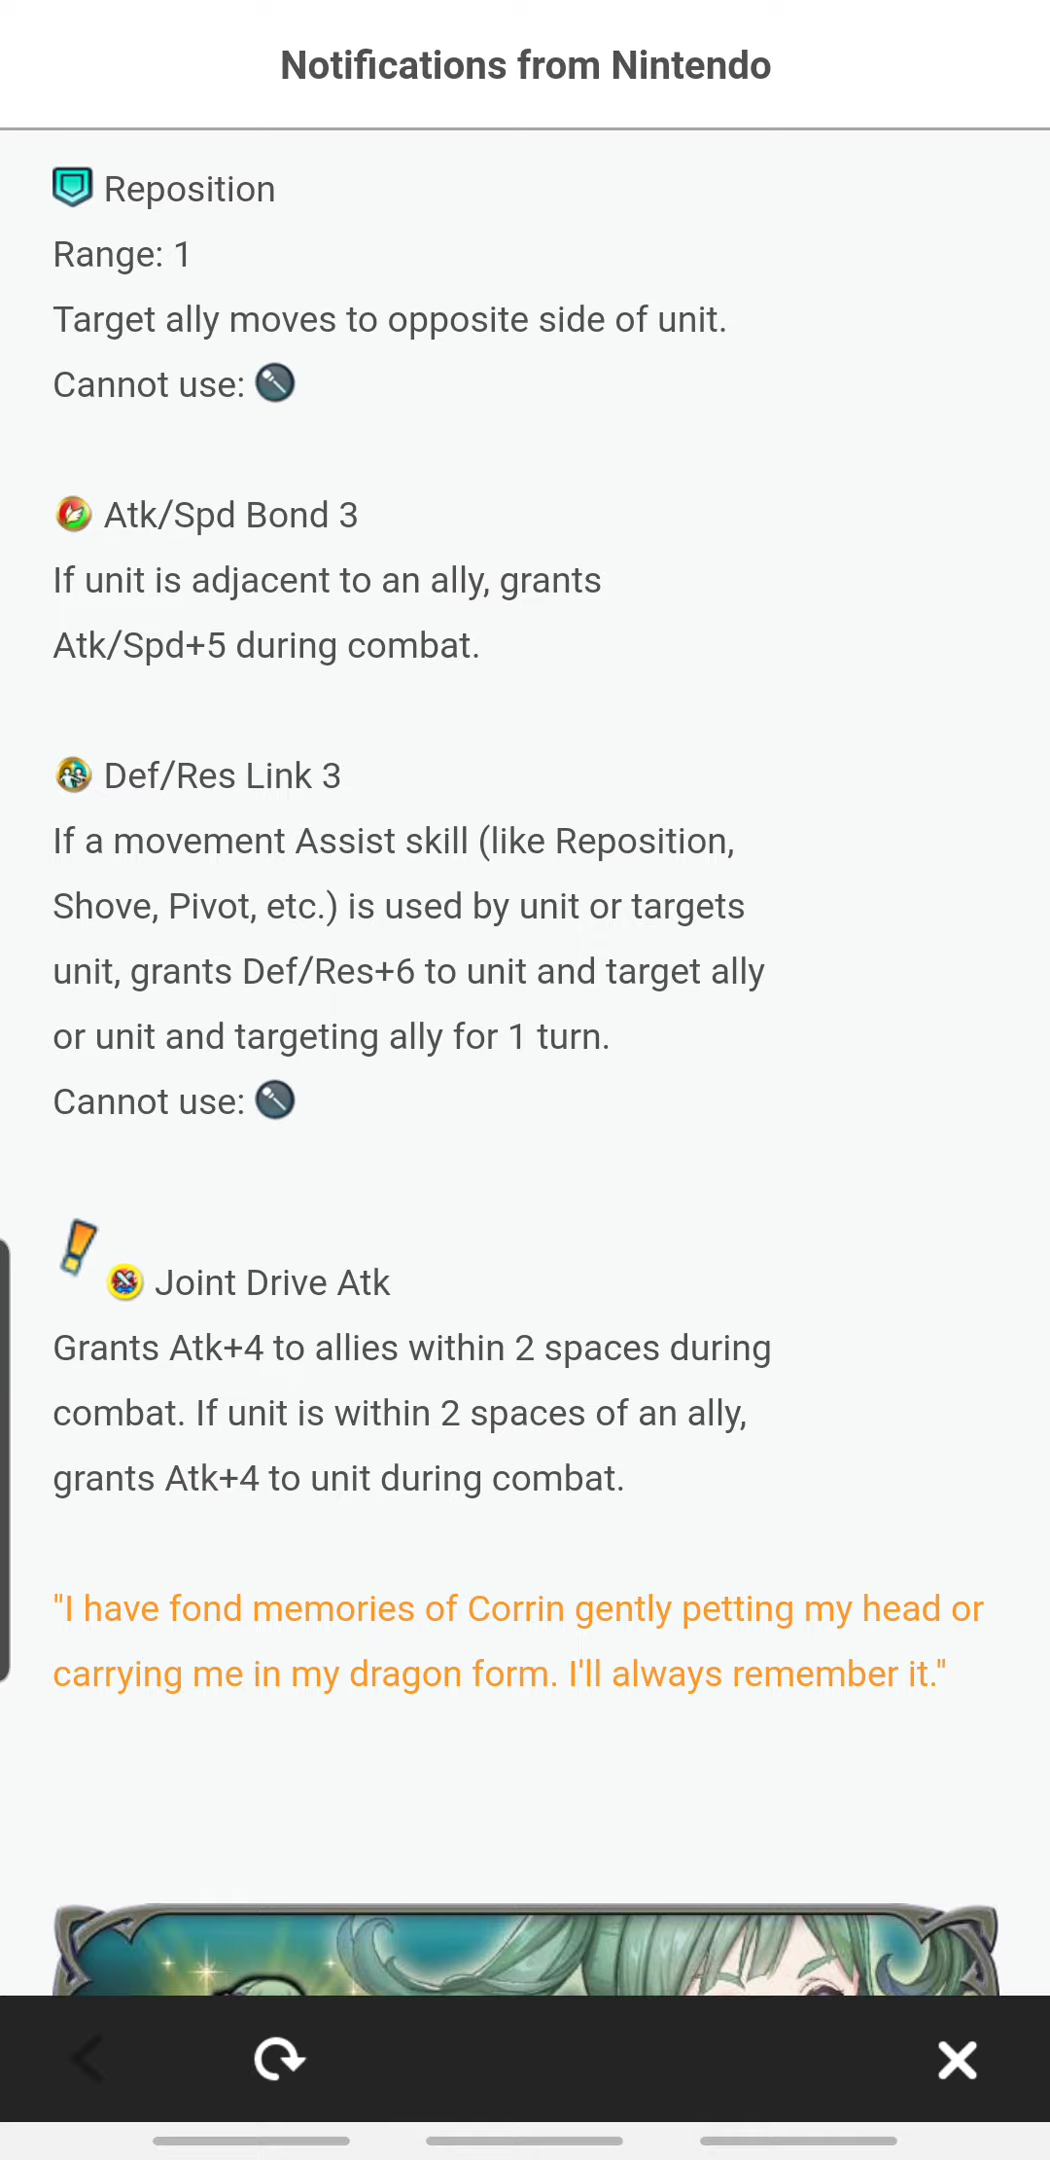 Notifications from Nintendo
Reposition
Range: 1
Target ally moves to opposite side of unit.
Cannot use:
Atk/Spd Bond 3
If unit is adjacent to an ally, grants
Atk/Spd+5 during combat.
Def/Res Link 3
If a movement Assist skill (like Reposition,
Shove, Pivot, etc.) is used by unit or targets
unit, grants Def/Res+6 to unit and target ally
or unit and targeting ally for 1 turn.
Cannot use:
Joint Drive Atk
Grants Atk+4 to allies within 2 spaces during
combat. If unit is within 2 spaces of an ally,
grants Atk+4 to unit during combat.
"I have fond memories of Corrin gently petting my head or
carrying me in my dragon form. I'll always remember it."